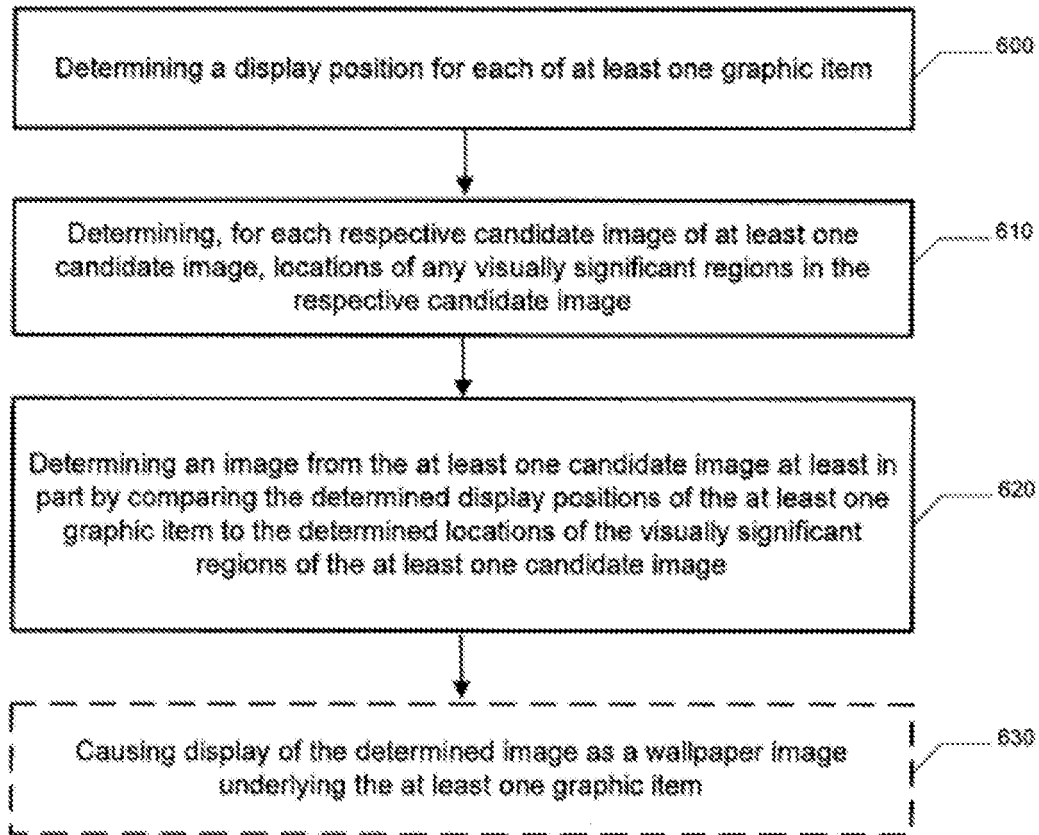 Determining a display position for each of at least one graphic item
600
Determining, for each respective candidate image of at least one
candidate image, locations of any visually significant regions in the
respective candidate image
610
Determining an image from the at least one candidate image at least in
part by comparing the determined display positions of the at least one
graphic item to the determined locations of the visually significant
regions of the at least one candidate image
620
Causing display of the determined image as a wallpaper image
underlying the at least one graphic item
630